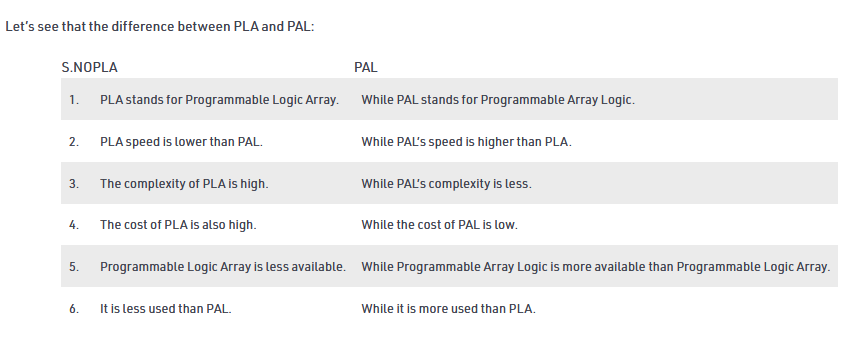 Let's see that the difference between PLA and PAL:
S.NOPLA PAL
1. PLA stands for Programmable Logic Array. While PAL stands for Programmable Array Logic.
2. PLA speed is lower than PAL. While PAL's speed is higher than PLA.
3. The complexity of PLA is high. While PAL's complexity is less.
4. The cost of PLA is also high. While the cost of PAL is low.
5. Programmable Logic Array is less available. While Programmable Array Logic is more available than Programmable Logic Array.
6. It is less used than PAL. While it is more used than PLA.